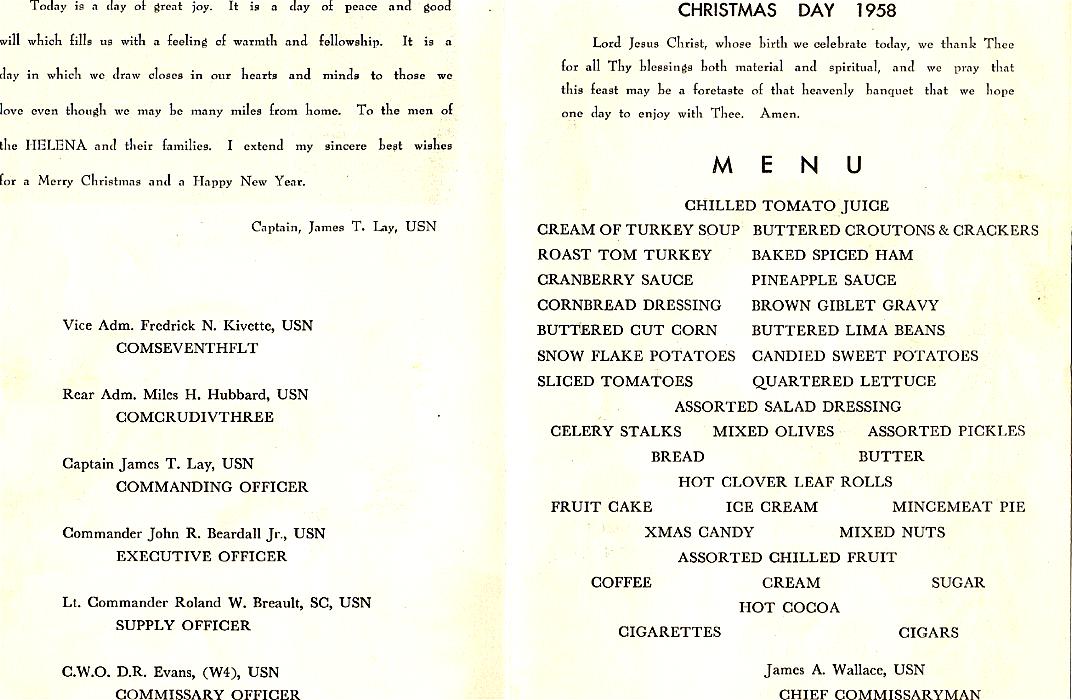 Today is a day of great joy. It is a day of peace and good
will which fills us with a feeling of warmth and fellowship. It is a
day in which we draw closes in our hearts and minds to those we
love even though we may be many miles from home. To the men of
the HELENA and their families. I extend my sincere best wishes
for a Merry Christmas and a Happy New Year.
Captain, James T. Lay, USN
Vice Adm. Fredrick N. Kivette, USN
COMSEVENTHFLT
Rear Adm. Miles H. Hubbard, USN
COMCRUDIVTHREE
Captain James T. Lay, USN
COMMANDING OFFICER
Commander John R. Beardall Jr., USN
EXECUTIVE OFFICER
Lt. Commander Roland W. Breault, SC, USN
SUPPLY OFFICER
C.W.O. D.R. Evans, (W4), USN
COMMISSARY OFFICER
CHRISTMAS DAY 1958
Lord Jesus Christ, whose birth we celebrate today, we thank Thee
for all Thy blessings both material and spiritual, and we pray that
this feast may be a foretaste of that heavenly banquet that we hope
one day to enjoy with Thee. Amen.
MENU
CHILLED TOMATO JUICE
CREAM OF TURKEY SOUP BUTTERED CROUTONS & CRACKERS
ROAST TOM TURKEY BAKED SPICED HAM
CRANBERRY SAUCE PINEAPPLE SAUCE
CORNBREAD DRESSING BROWN GIBLET GRAVY
BUTTERED CUT CORN BUTTERED LIMA BEANS
SNOW FLAKE POTATOES CANDIED SWEET POTATOES
SLICED TOMATOES QUARTERED LETTUCE
ASSORTED SALAD DRESSING
CELERY STALKS MIXED OLIVES ASSORTED PICKLES
BREAD BUTTER
HOT CLOVER LEAF ROLLS
FRUIT CAKE ICE CREAM MINCEMEAT PIE
XMAS CANDY MIXED NUTS
ASSORTED CHILLED FRUIT
COFFEE CREAM SUGAR
HOT COCOA
CIGARETTES CIGARS
James A. Wallace, USN
CHIEF COMMISSARYMAN